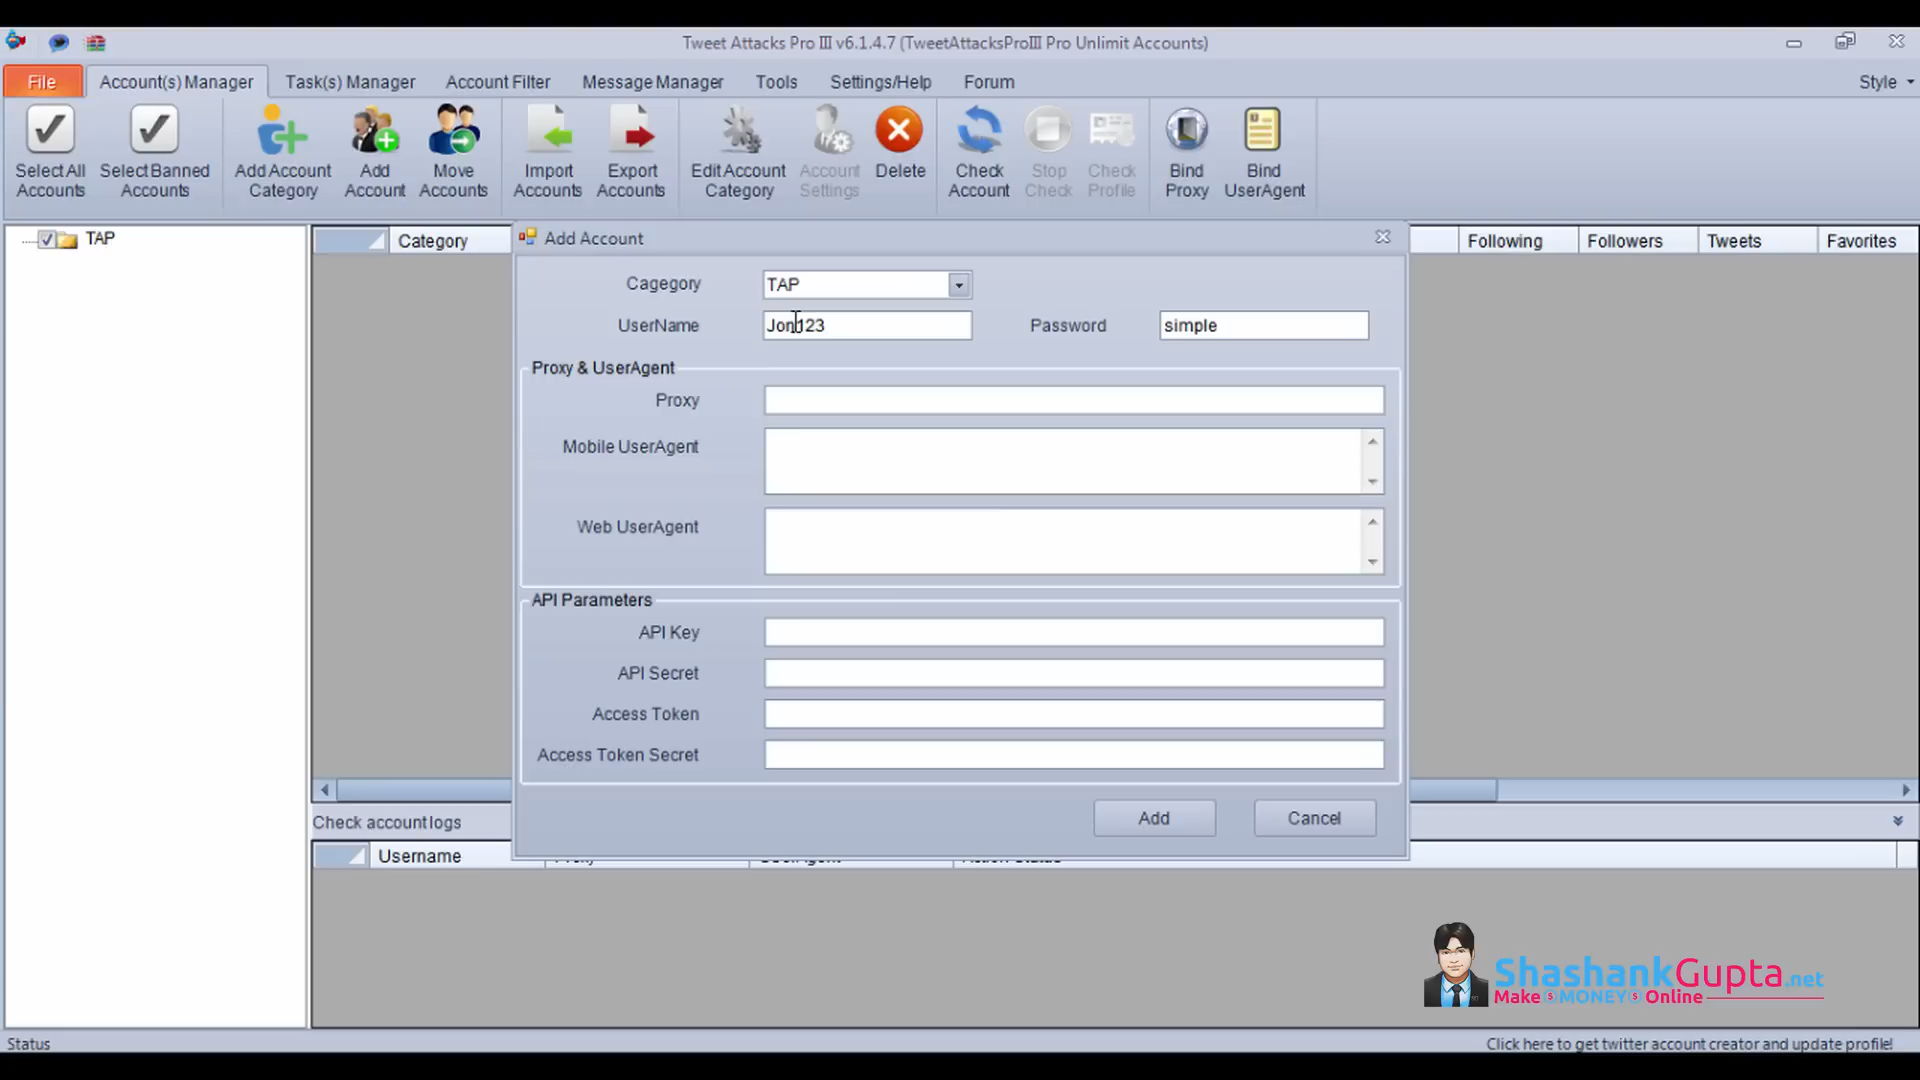 Tweet Attacks Pro III v6.1.4.7 (TweetAttacksProIII Pro Unlimit Accounts)
File Account(s) Manager Task(s) Manager Account Filter Message Manager Tools Settings/Help Forum Style
Select All Accounts
Select Banned Accounts
Add Account Category
Add Account
Move Accounts
Import Accounts
Export Accounts
Edit Account Category
Account Settings
Delete
Check Account
Stop Check
Check Profile
Bind Proxy
Bind UserAgent
TAP
Category Following Followers Tweets Favorites
Add Account
Cagegory TAP
UserName Jon123 Password simple
Proxy & UserAgent
Proxy
Mobile UserAgent
Web UserAgent
API Parameters
API Key
API Secret
Access Token
Access Token Secret
Add Cancel
Check account logs
Username Proxy UserAgent Action Status
ShashankGupta.net
Make $MONEY$ Online
Status Click here to get twitter account creator and update profile!